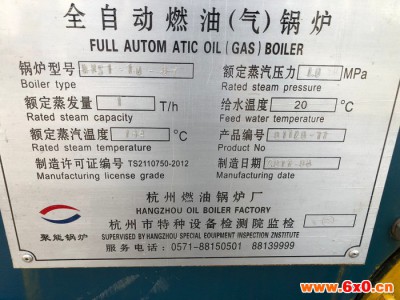 全自动燃油(气)锅炉
FULL AUTOM ATIC OIL (GAS) BOILER
锅炉型号
Boiler type
额定蒸汽压力 MPa
Rated steam pressure
额定蒸发量 T/h
Rated steam capacity
给水温度 20 °C
Feed water temperature
额定蒸汽温度 °C
Rated steam temperature
产品编号
Product No
制造许可证编号 TS2110750-2012
Manufacturing license grade
制造日期
Manufacturing date
杭州燃油锅炉厂
HANGZHOU OIL BOILER FACTORY
杭州市特种设备检测院监检
SUPERVISED BY HANGZHOU SPECIAL EQUIPMENT INSPECTION ZNSTITUTE
服务电话：0571-88150501 88139999
聚能锅炉
www.6x0.cn